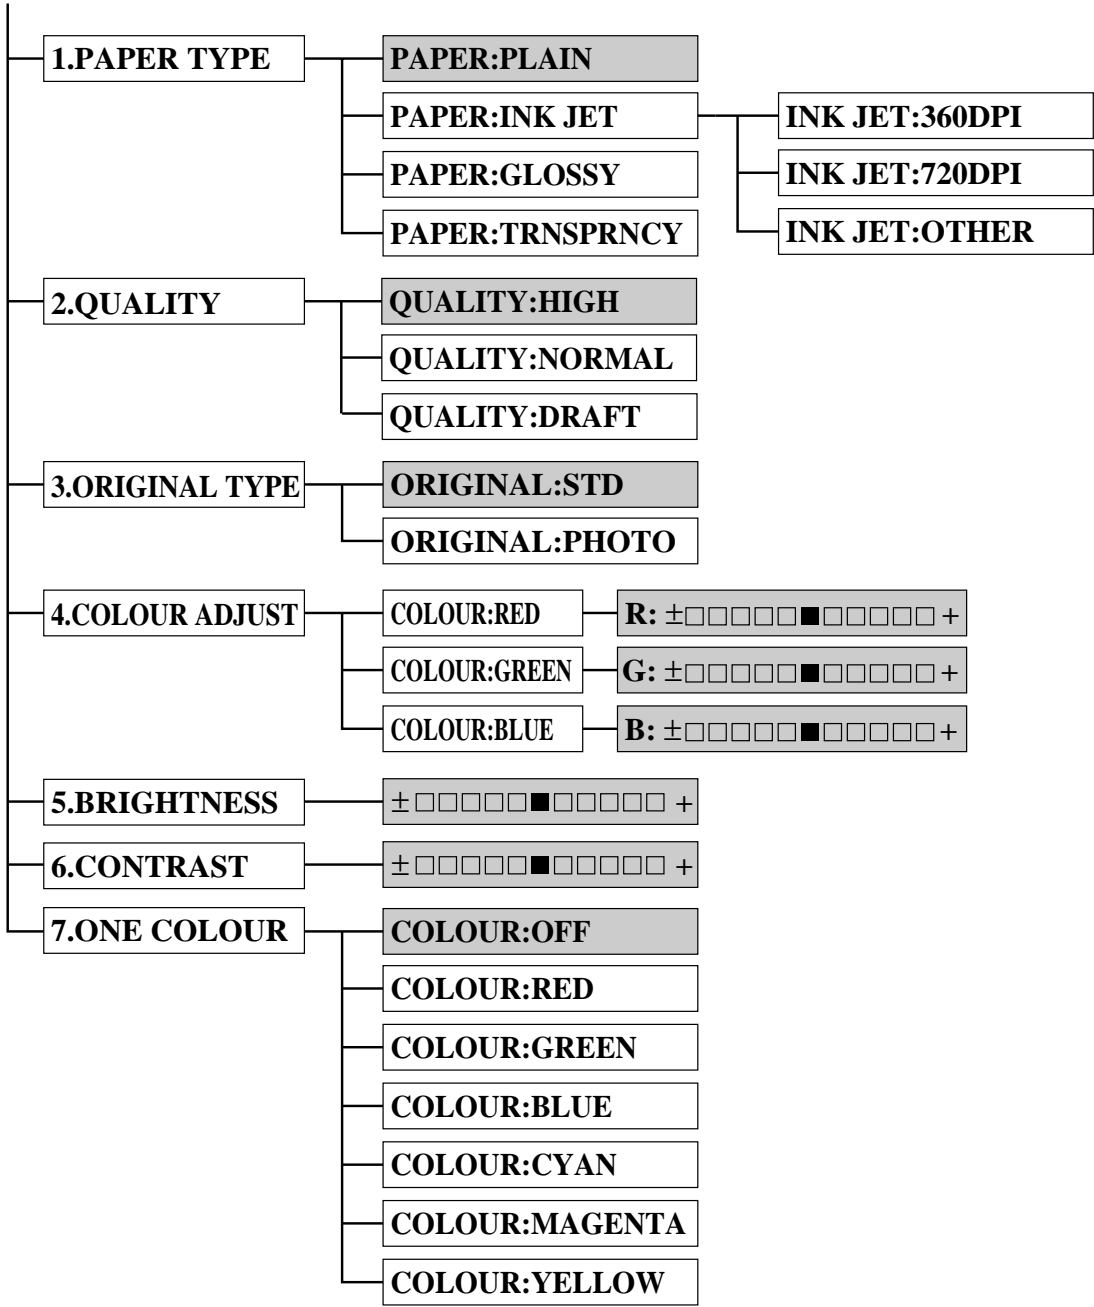 1.PAPER TYPE
PAPER:PLAIN
PAPER:INK JET
INK JET:360DPI
INK JET:720DPI
INK JET:OTHER
PAPER:GLOSSY
PAPER:TRNSPRNCY
2.QUALITY
QUALITY:HIGH
QUALITY:NORMAL
QUALITY:DRAFT
3.ORIGINAL TYPE
ORIGINAL:STD
ORIGINAL:PHOTO
4.COLOUR ADJUST
COLOUR:RED
R: ±□□□□□■□□□□□+
COLOUR:GREEN
G: ±□□□□□■□□□□□+
COLOUR:BLUE
B: ±□□□□□■□□□□□+
5.BRIGHTNESS
±□□□□□■□□□□□ +
6.CONTRAST
±□□□□□■□□□□□ +
7.ONE COLOUR
COLOUR:OFF
COLOUR:RED
COLOUR:GREEN
COLOUR:BLUE
COLOUR:CYAN
COLOUR:MAGENTA
COLOUR:YELLOW